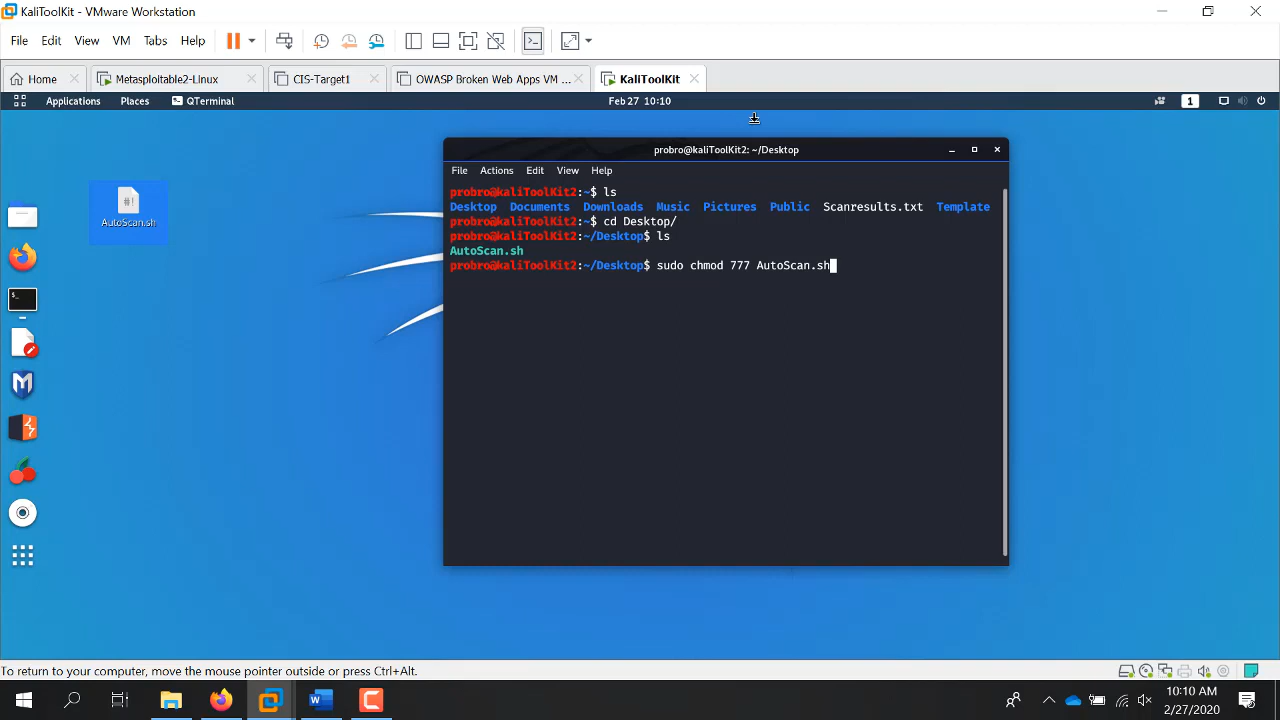 KaliToolKit - VMware Workstation
File Edit View VM Tabs Help
Home Metasploitable2-Linux CIS-Target1 OWASP Broken Web Apps VM ... KaliToolKit
Applications Places QTerminal Feb 27 10:10 1
AutoScan.sh
probro@kaliToolKit2: ~/Desktop
File Actions Edit View Help
probro@kaliToolKit2:~$ ls
Desktop Documents Downloads Music Pictures Public Scanresults.txt Template
probro@kaliToolKit2:~$ cd Desktop/
probro@kaliToolKit2:~/Desktop$ ls
AutoScan.sh
probro@kaliToolKit2:~/Desktop$ sudo chmod 777 AutoScan.sh
To return to your computer, move the mouse pointer outside or press Ctrl+Alt.
10:10 AM
2/27/2020